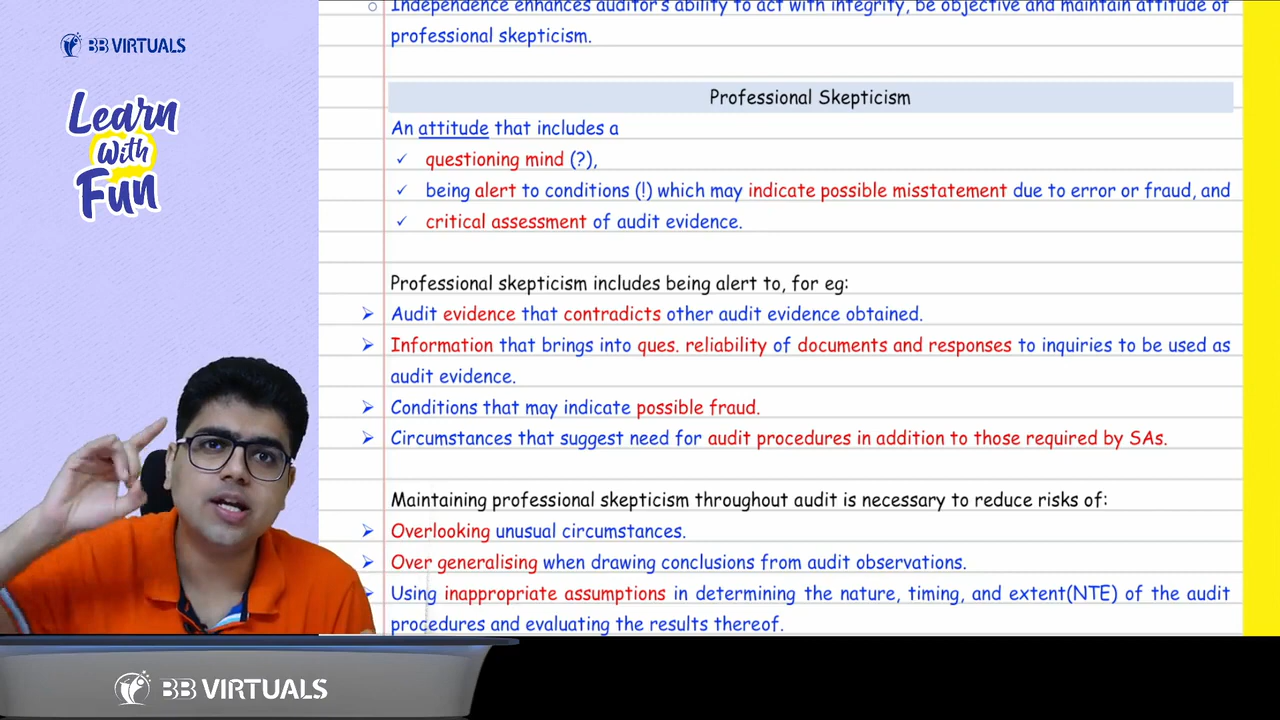 BB VIRTUALS
Learn
With
Fun
Independence enhances auditor's ability to act with integrity, be objective and maintain attitude of
professional skepticism.
Professional Skepticism
An attitude that includes a
questioning mind (?),
being alert to conditions (!) which may indicate possible misstatement due to error or fraud, and
critical assessment of audit evidence.
Professional skepticism includes being alert to, for eg:
Audit evidence that contradicts other audit evidence obtained.
Information that brings into ques. reliability of documents and responses to inquiries to be used as
audit evidence.
Conditions that may indicate possible fraud.
Circumstances that suggest need for audit procedures in addition to those required by SAs.
Maintaining professional skepticism throughout audit is necessary to reduce risks of:
Overlooking unusual circumstances.
Over generalising when drawing conclusions from audit observations.
Using inappropriate assumptions in determining the nature, timing, and extent(NTE) of the audit
procedures and evaluating the results thereof.
BB VIRTUALS